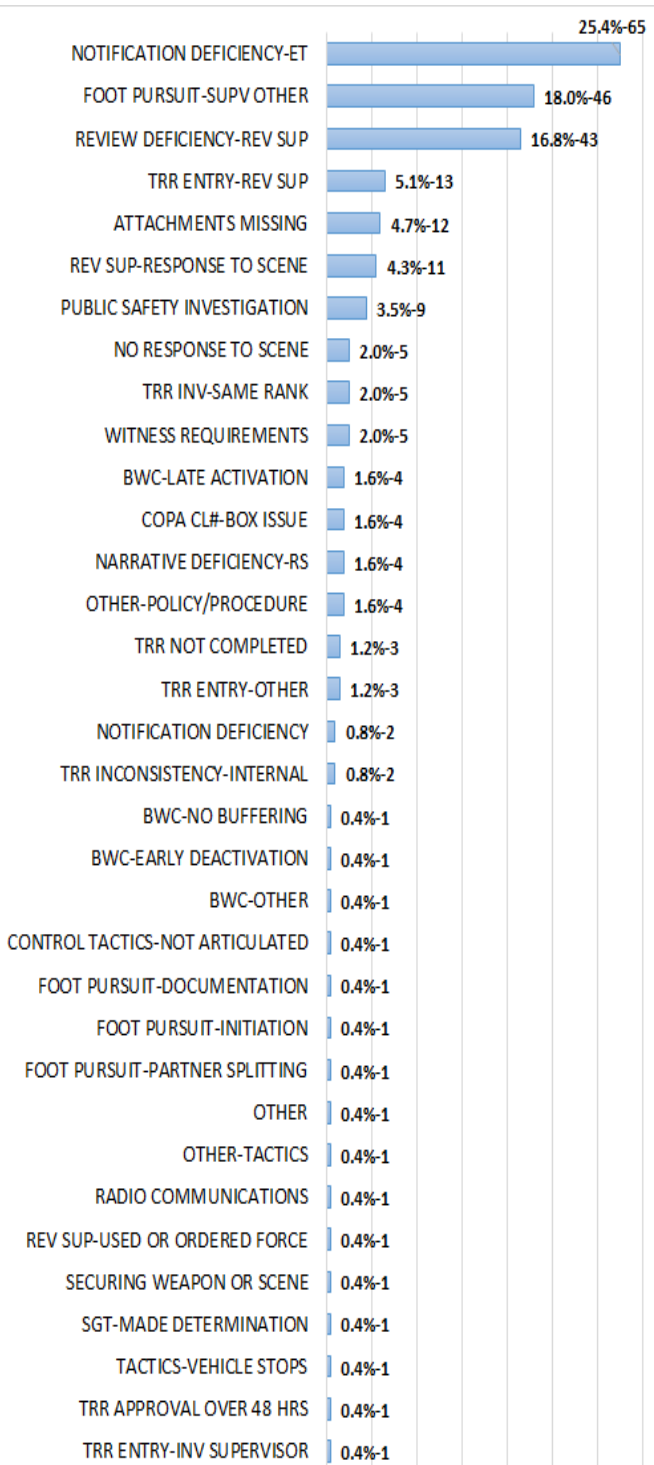 25.4%-65
NOTIFICATION DEFICIENCY-ET
FOOT PURSUIT-SUPV OTHER 18.0%-46
REVIEW DEFICIENCY-REV SUP 16.8%-43
TRR ENTRY-REV SUP 5.1%-13
ATTACHMENTS MISSING 4.7%-12
REV SUP-RESPONSE TO SCENE 4.3%-11
PUBLIC SAFETY INVESTIGATION 3.5%-9
NO RESPONSE TO SCENE 2.0%-5
TRR INV-SAME RANK 2.0%-5
WITNESS REQUIREMENTS 2.0%-5
BWC-LATE ACTIVATION 1.6%-4
COPA CL#-BOX ISSUE 1.6%-4
NARRATIVE DEFICIENCY-RS 1.6%-4
OTHER-POLICY/PROCEDURE 1.6%-4
TRR NOT COMPLETED 1.2%-3
TRR ENTRY-OTHER 1.2%-3
NOTIFICATION DEFICIENCY 0.8%-2
TRR INCONSISTENCY-INTERNAL 0.8%-2
BWC-NO BUFFERING 0.4%-1
BWC-EARLY DEACTIVATION 0.4%-1
BWC-OTHER 0.4%-1
CONTROL TACTICS-NOT ARTICULATED 0.4%-1
FOOT PURSUIT-DOCUMENTATION 0.4%-1
FOOT PURSUIT-INITIATION 0.4%-1
FOOT PURSUIT-PARTNER SPLITTING 0.4%-1
OTHER 0.4%-1
OTHER-TACTICS 0.4%-1
RADIO COMMUNICATIONS 0.4%-1
REV SUP-USED OR ORDERED FORCE 0.4%-1
SECURING WEAPON OR SCENE 0.4%-1
SGT-MADE DETERMINATION 0.4%-1
TACTICS-VEHICLE STOPS 0.4%-1
TRR APPROVAL OVER 48 HRS 0.4%-1
TRR ENTRY-INV SUPERVISOR 0.4%-1